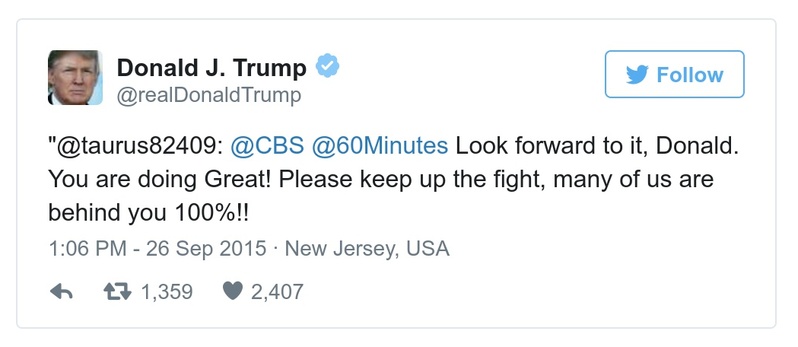 Donald J. Trump
@realDonaldTrump
Follow
"@taurus82409: @CBS @60Minutes Look forward to it, Donald.
You are doing Great! Please keep up the fight, many of us are
behind you 100%!!
1:06 PM - 26 Sep 2015 · New Jersey, USA
1,359 2,407